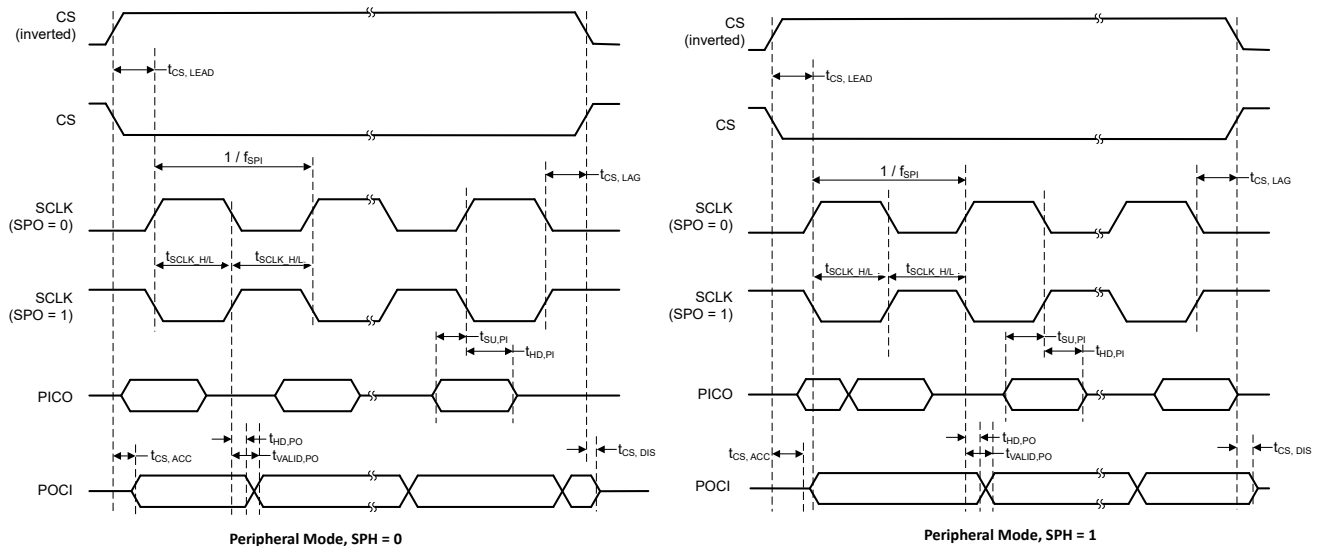 CS
(inverted)
tCS, LEAD
CS
1 / fSPI
tCS, LAG
SCLK
(SPO = 0)
tSCLK_H/L
tSCLK_H/L.
SCLK
(SPO = 1)
tSU,PI
tHD,PI
PICO
tHD,PO
tVALID,PO
tCS, ACC
tCS, DIS
POCI
Peripheral Mode, SPH = 0
CS
(inverted)
tCS, LEAD
CS
1 / fSPI
tCS, LAG
SCLK
(SPO = 0)
tSCLK_H/L .
tSCLK_H/L .
SCLK
(SPO = 1)
tSU,PI
tHD,PI
PICO
tHD,PO
tVALID,PO
tCS, ACC
tCS, DIS
POCI
Peripheral Mode, SPH = 1